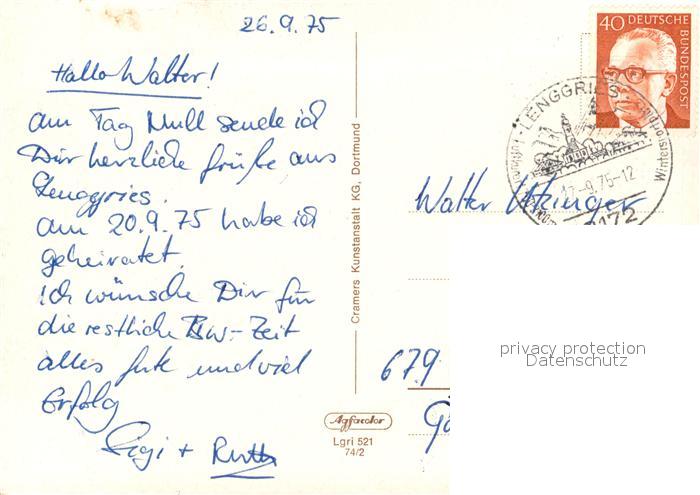 26.9.75
Hallo Walter!
am Tag Null sende ich
Dir herzliche Grüße aus
Lenggries.
am 20.9.75 habe ich
geheiratet.
Ich wünsche Dir für
die restliche BW-Zeit
alles Gute und viel
Erfolg
Sigi + Ruth
Cramers Kunstanstalt KG, Dortmund
Agfacolor
Lgri 521
74/2
40 DEUTSCHE
BUNDESPOST
LENGGRIES
-9.75-12
8172
Walter Utzinger
679
privacy protection
Datenschutz